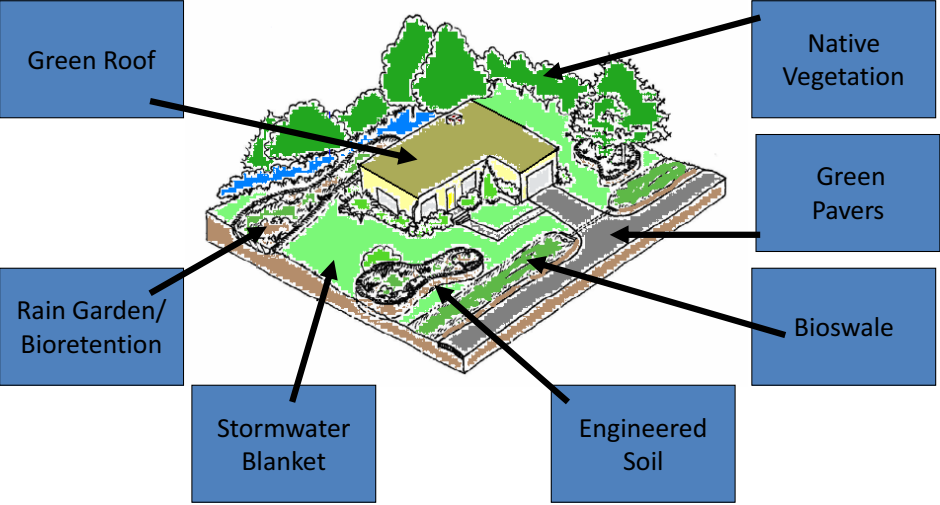 Green Roof
Native
Vegetation
Green
Pavers
Rain Garden/
Bioretention
Bioswale
Stormwater
Blanket
Engineered
Soil